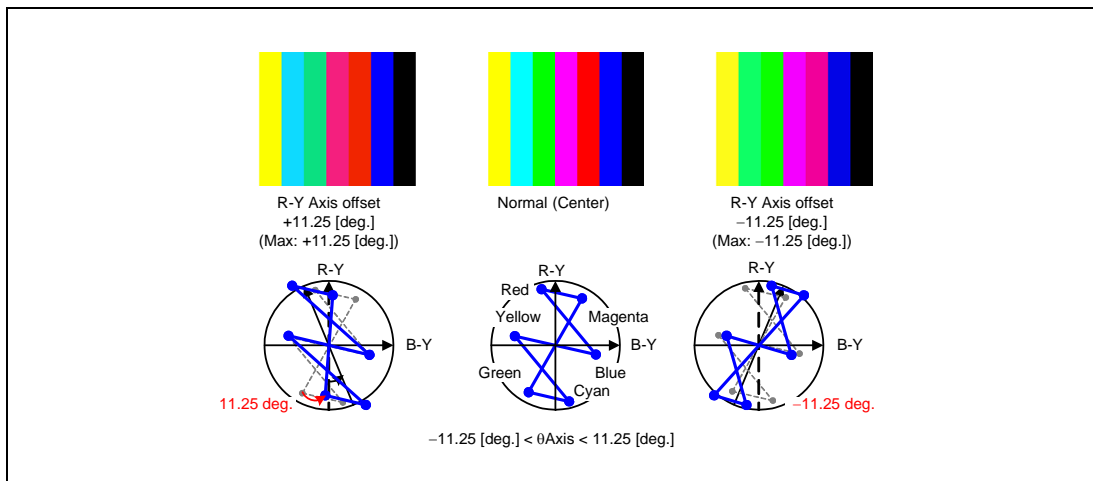 R-Y Axis offset
+11.25 [deg.]
(Max: +11.25 [deg.])
Normal (Center)
R-Y Axis offset
−11.25 [deg.]
(Max: −11.25 [deg.])
R-Y
B-Y
11.25 deg.
R-Y
Red
Yellow
Magenta
B-Y
Green
Blue
Cyan
R-Y
B-Y
−11.25 deg.
−11.25 [deg.] < θAxis < 11.25 [deg.]